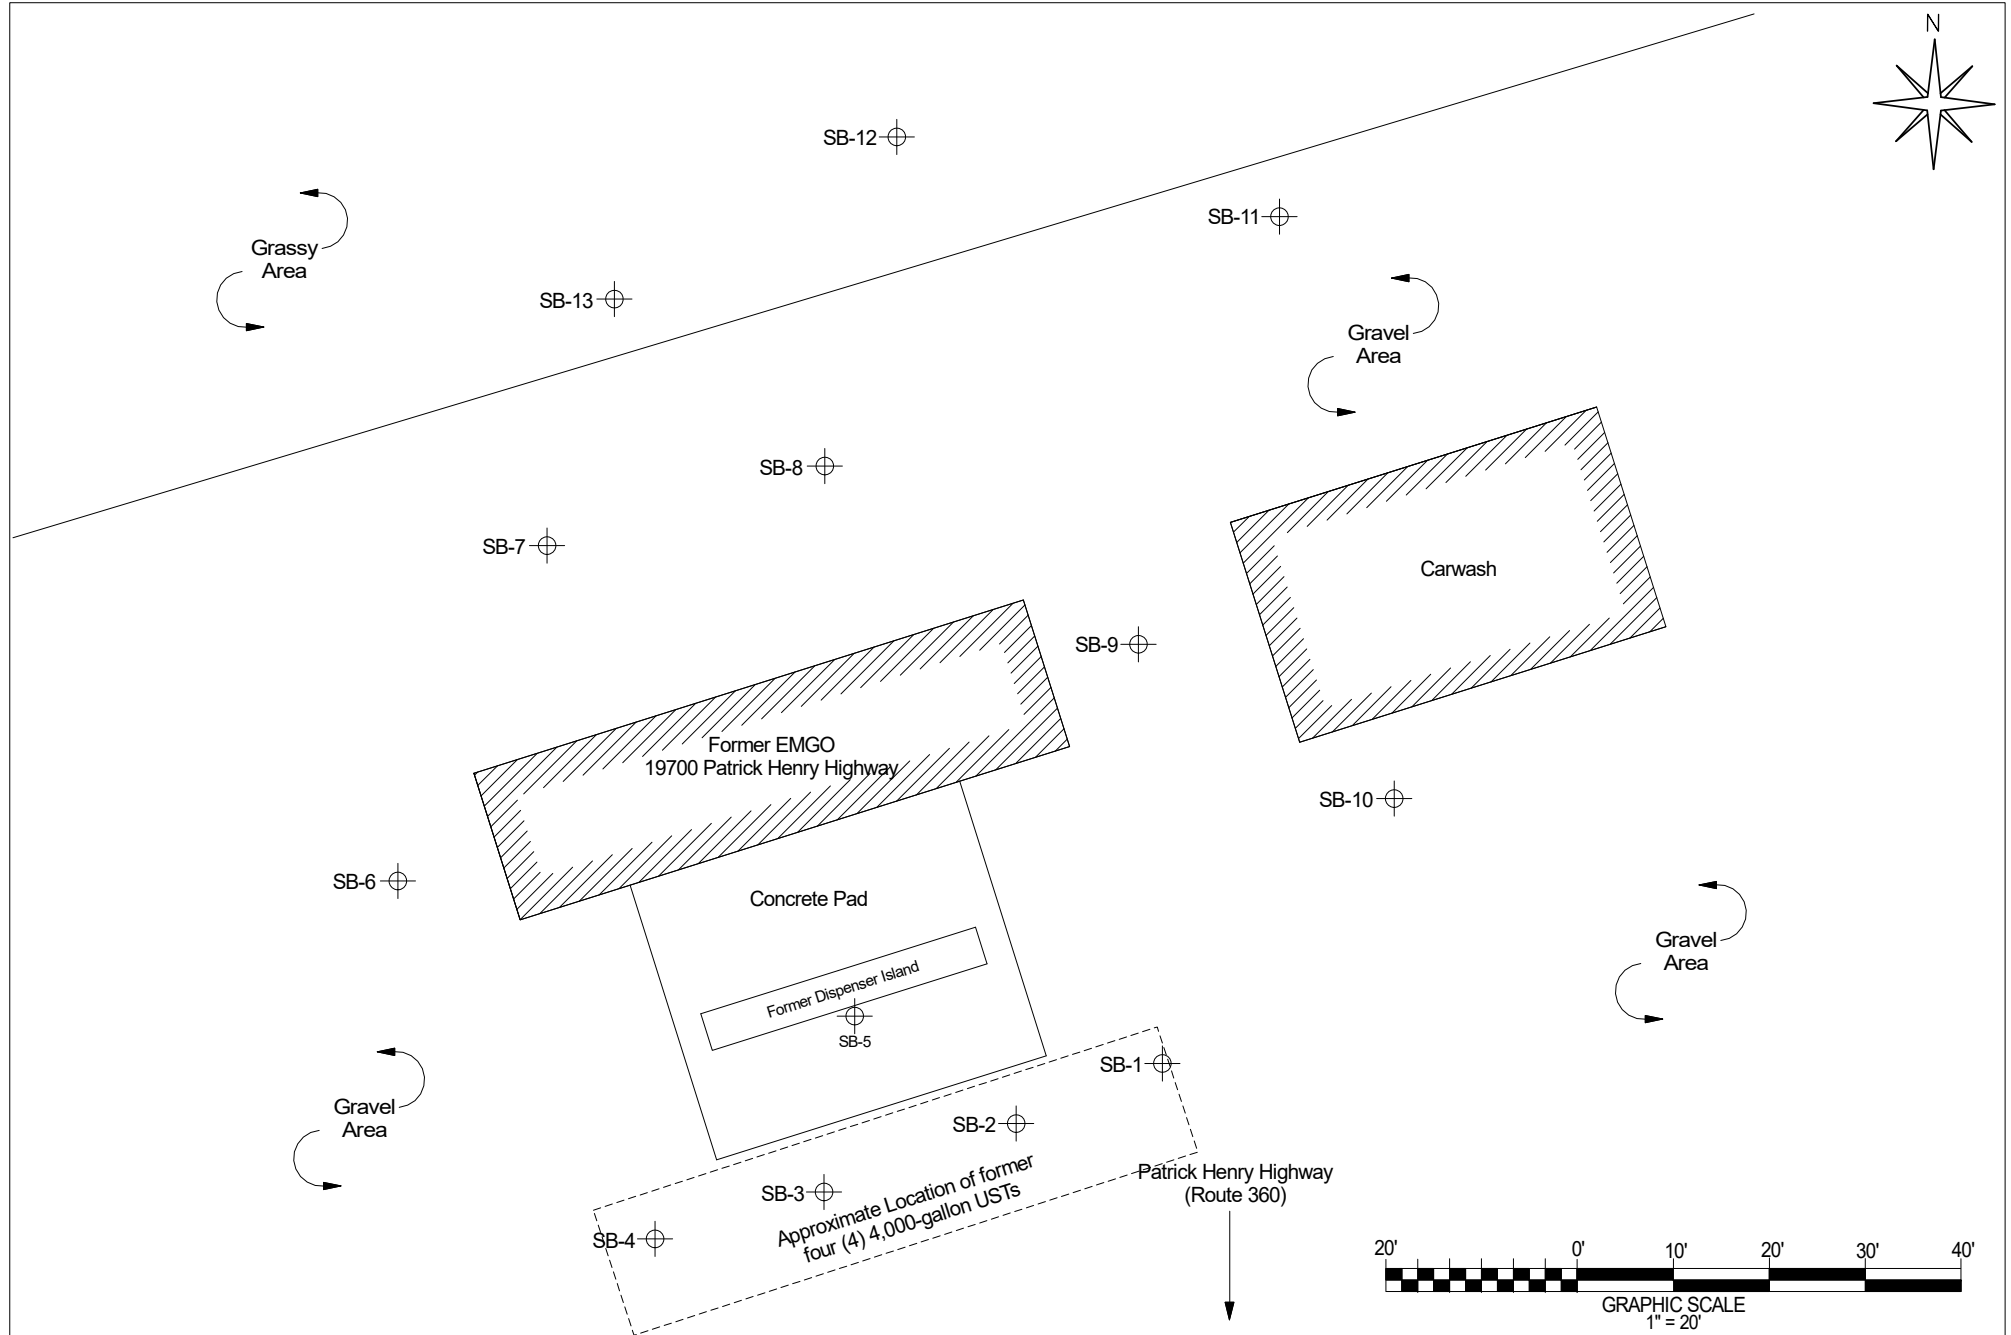 N
SB-12
SB-11
Grassy
Area
SB-13
Gravel
Area
SB-8
SB-7
Carwash
SB-9
Former EMGO
19700 Patrick Henry Highway
SB-10
SB-6
Concrete Pad
Gravel
Area
Former Dispenser Island
SB-5
SB-1
Gravel
Area
SB-2
Patrick Henry Highway
(Route 360)
SB-3
Approximate Location of former
four (4) 4,000-gallon USTs
SB-4
20' 0' 10' 20' 30' 40'
GRAPHIC SCALE
1" = 20'